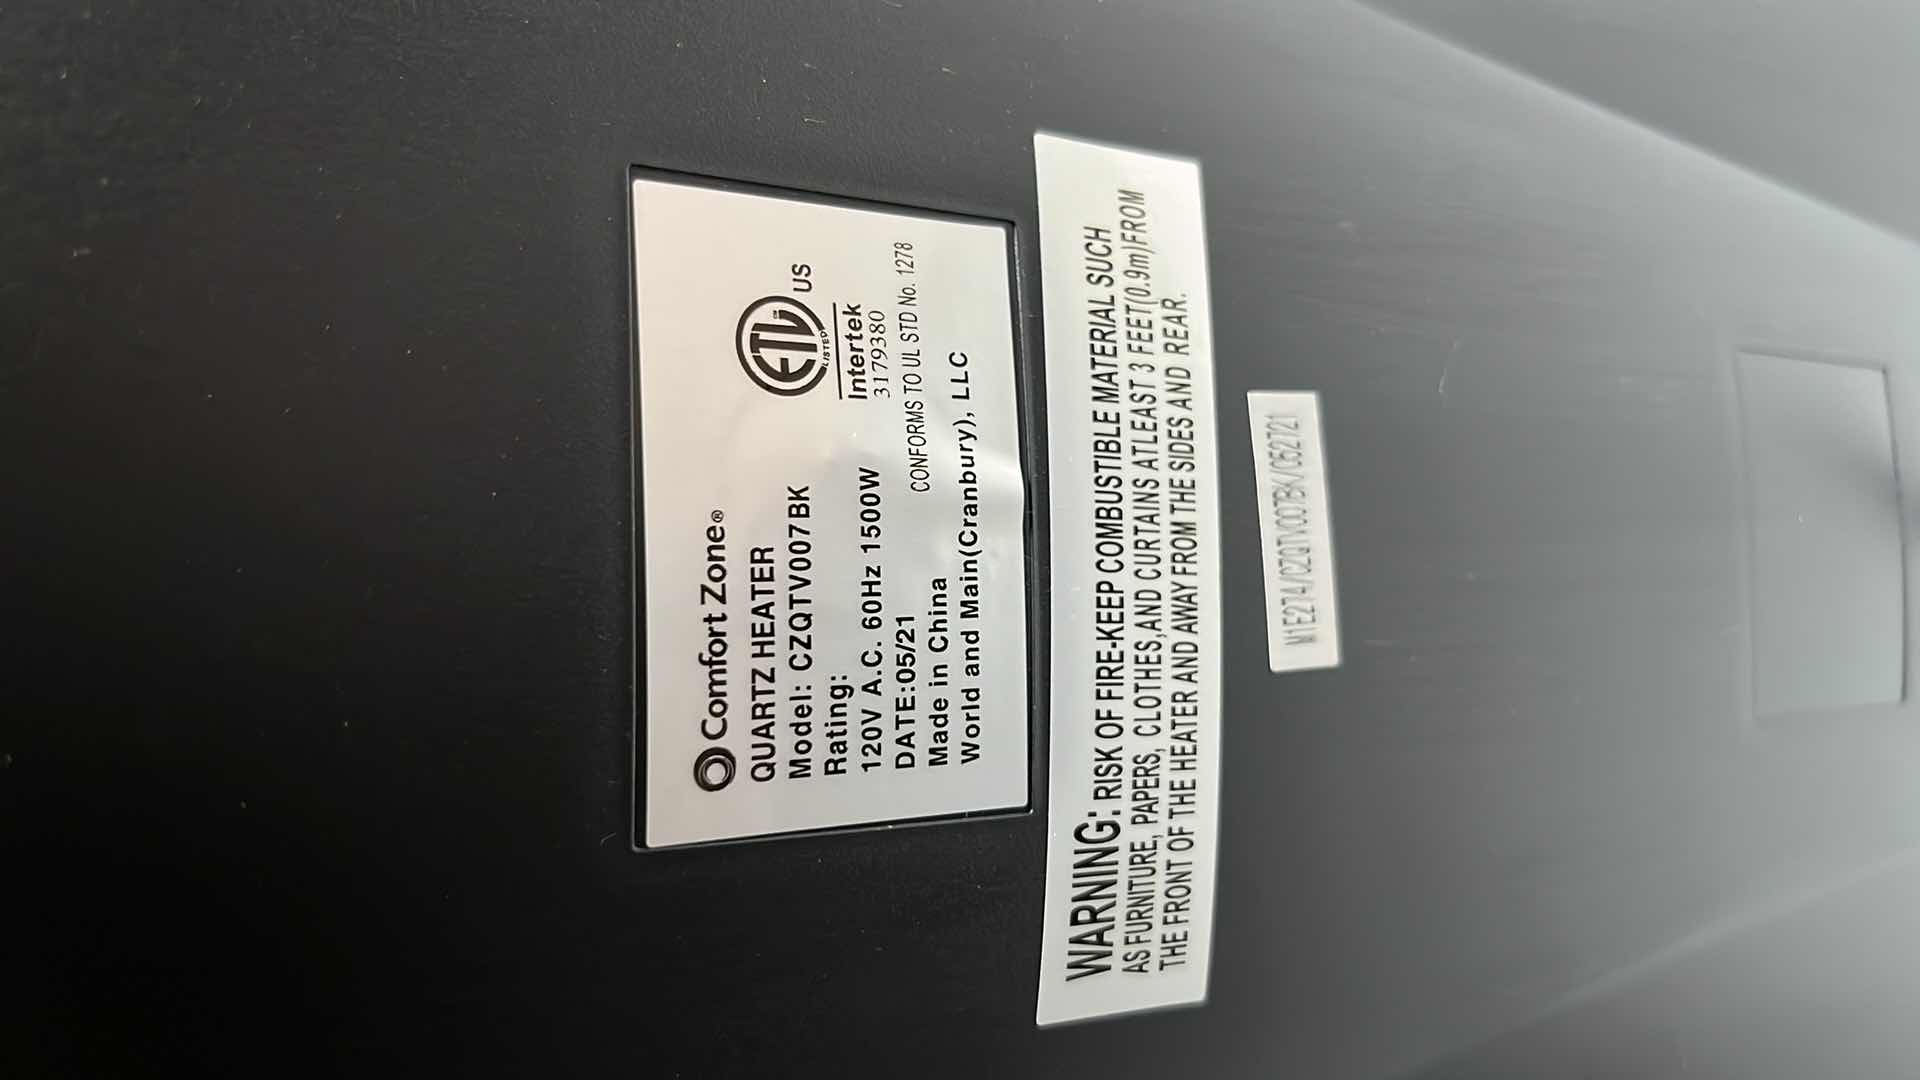 Comfort Zone®
QUARTZ HEATER
Model: CZQTV007BK
Rating:
120V A.C. 60Hz 1500W
DATE:05/21
Made in China
World and Main(Cranbury), LLC
ETL CM
LISTED
US
Intertek
3179380
CONFORMS TO UL STD No. 1278
WARNING: RISK OF FIRE-KEEP COMBUSTIBLE MATERIAL SUCH
AS FURNITURE, PAPERS, CLOTHES,AND CURTAINS ATLEAST 3 FEET(0.9m)FROM
THE FRONT OF THE HEATER AND AWAY FROM THE SIDES AND REAR.